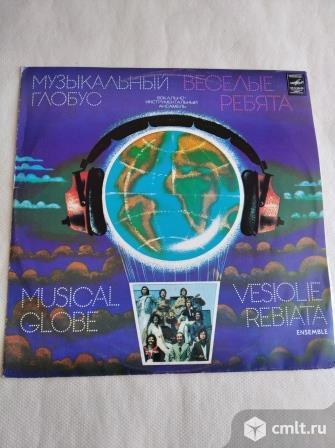 МУЗЫКАЛЬНЫЙ ВЕСЕЛЫЕ
ГЛОБУС
ВОКАЛЬНО-
ИНСТРУМЕНТАЛЬНЫЙ
АНСАМБЛЬ
РЕБЯТА
MUSICAL
GLOBE
VESIOLIE
REBIATA
ENSEMBLE
cmlt.ru